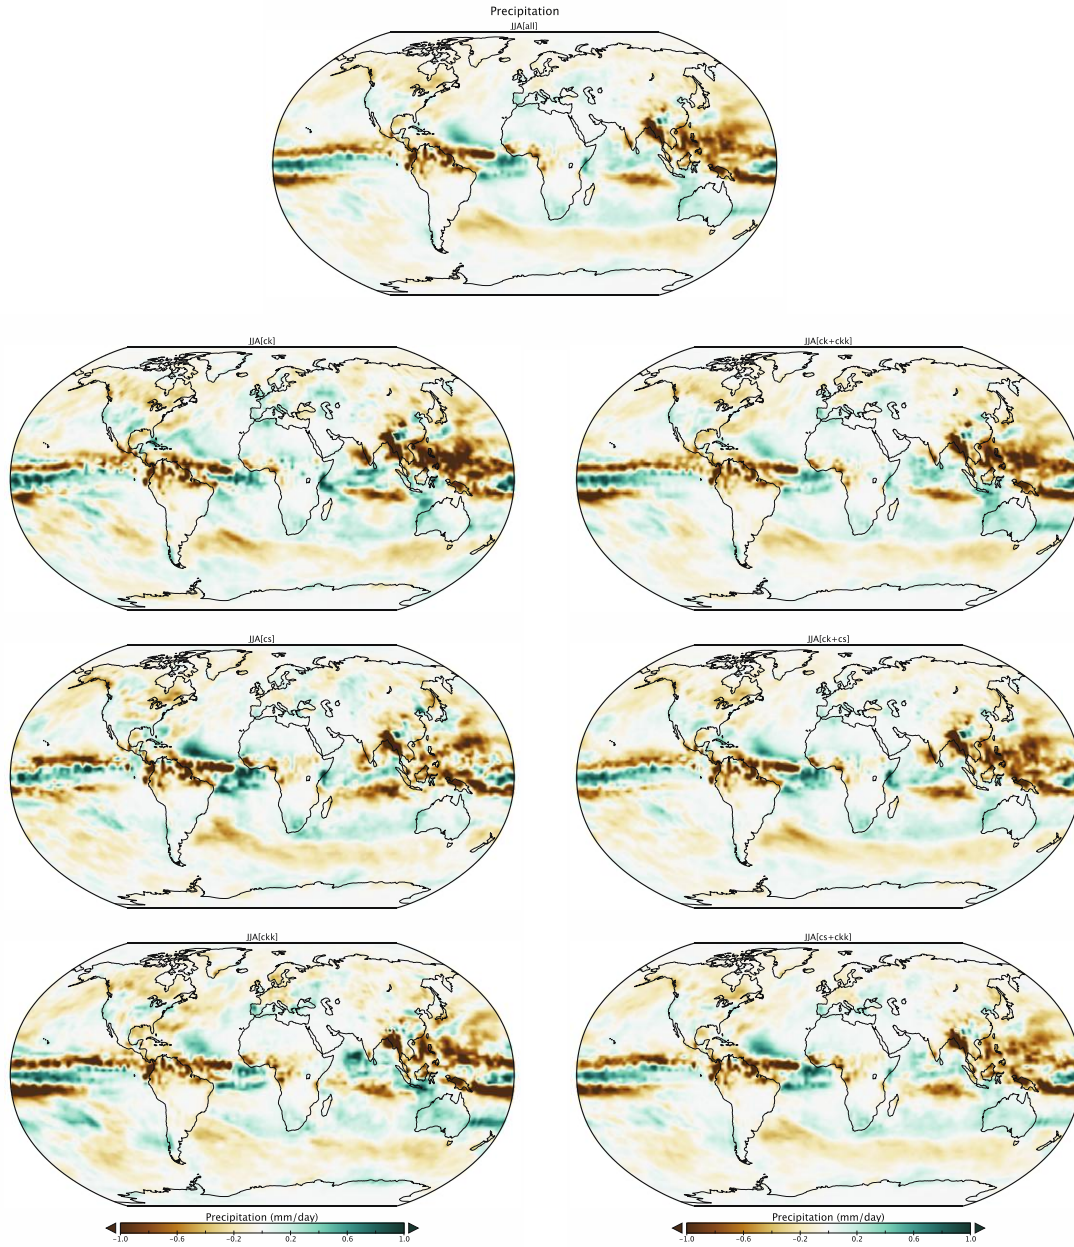 Precipitation
JJA[all]
JJA[ck]
JJA[ck+ckk]
JJA[cs]
JJA[ck+cs]
JJA[ckk]
JJA[cs+ckk]
Precipitation (mm/day)
−1.0 −0.6 −0.2 0.2 0.6 1.0
Precipitation (mm/day)
−1.0 −0.6 −0.2 0.2 0.6 1.0